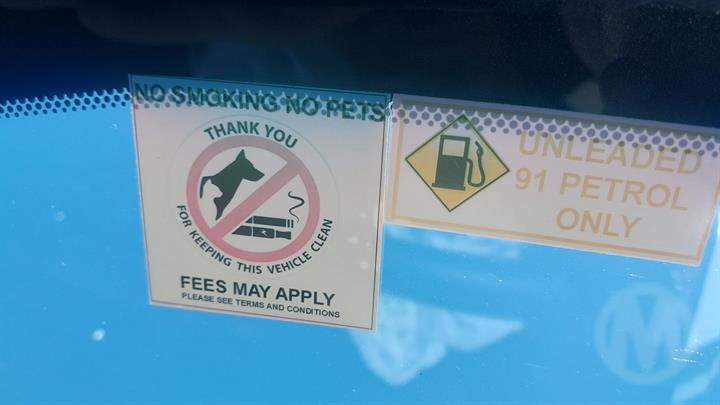 NO SMOKING NO PETS
THANK YOU
FOR KEEPING THIS VEHICLE CLEAN
FEES MAY APPLY
PLEASE SEE TERMS AND CONDITIONS
UNLEADED
91 PETROL
ONLY
M